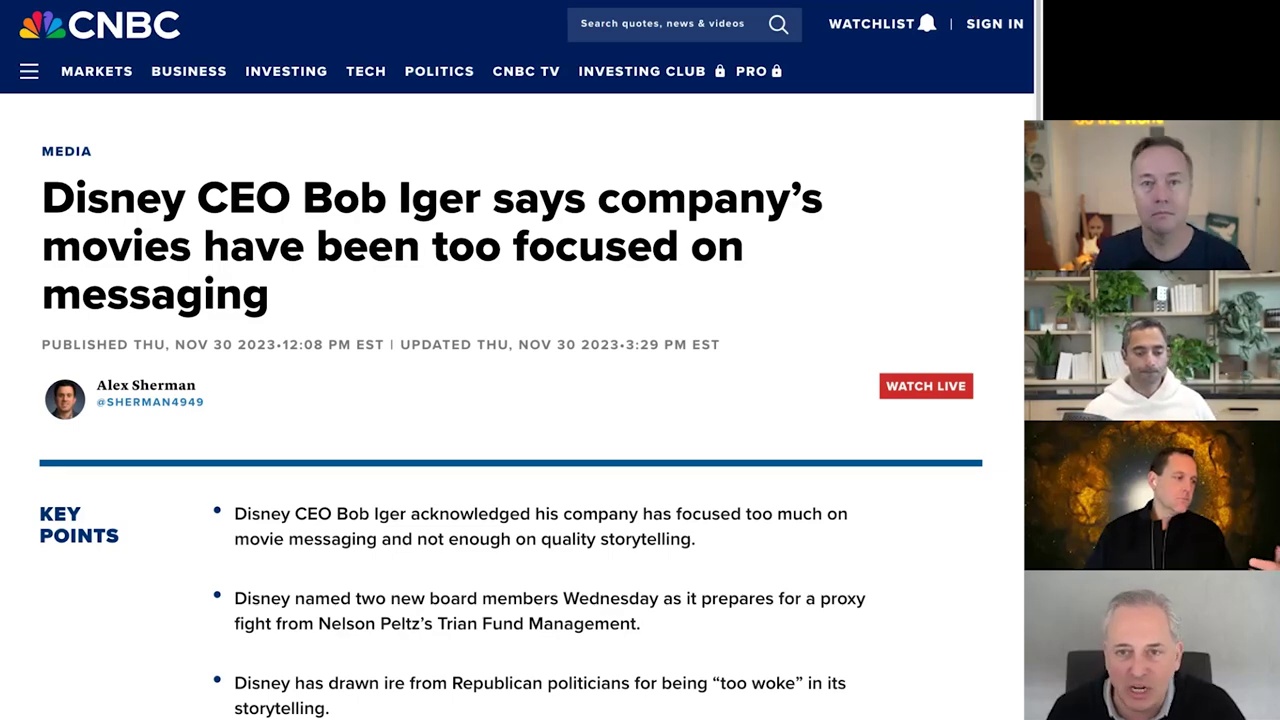 CNBC
Search quotes, news & videos
WATCHLIST | SIGN IN
MARKETS BUSINESS INVESTING TECH POLITICS CNBC TV INVESTING CLUB PRO
MEDIA
Disney CEO Bob Iger says company’s
movies have been too focused on
messaging
PUBLISHED THU, NOV 30 2023•12:08 PM EST | UPDATED THU, NOV 30 2023•3:29 PM EST
Alex Sherman
@SHERMAN4949
WATCH LIVE
KEY
POINTS
• Disney CEO Bob Iger acknowledged his company has focused too much on
movie messaging and not enough on quality storytelling.
• Disney named two new board members Wednesday as it prepares for a proxy
fight from Nelson Peltz’s Trian Fund Management.
• Disney has drawn ire from Republican politicians for being “too woke” in its
storytelling.